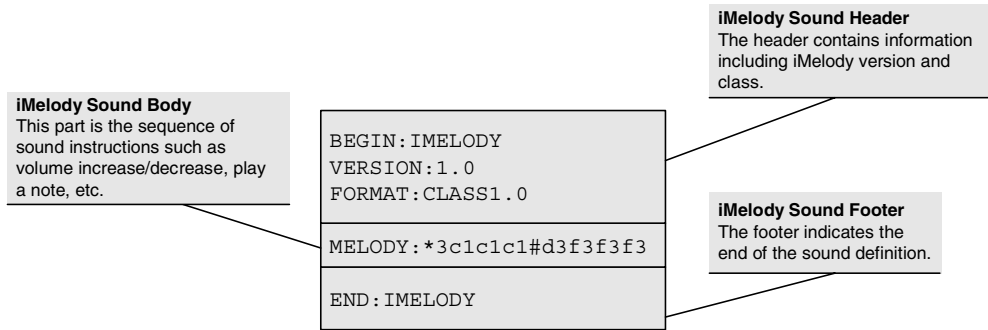 iMelody Sound Header
The header contains information
including iMelody version and
class.
iMelody Sound Body
This part is the sequence of
sound instructions such as
volume increase/decrease, play
a note, etc.
BEGIN:IMELODY
VERSION:1.0
FORMAT:CLASS1.0
MELODY:*3c1c1c1#d3f3f3f3
END:IMELODY
iMelody Sound Footer
The footer indicates the
end of the sound definition.